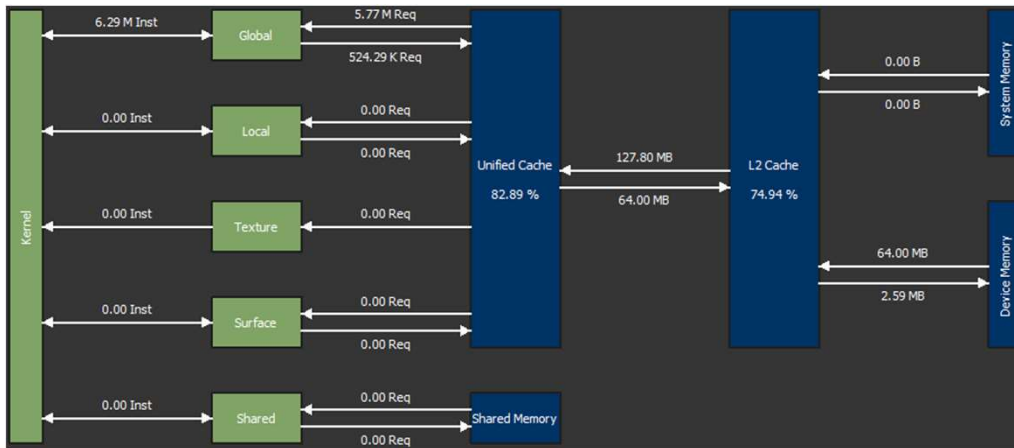 Kernel
6.29 M Inst
Global
5.77 M Req
524.29 K Req
0.00 Inst
Local
0.00 Req
0.00 Req
0.00 Inst
Texture
0.00 Req
0.00 Inst
Surface
0.00 Req
0.00 Req
0.00 Inst
Shared
0.00 Req
0.00 Req
Unified Cache
82.89 %
Shared Memory
127.80 MB
64.00 MB
L2 Cache
74.94 %
0.00 B
0.00 B
System Memory
64.00 MB
2.59 MB
Device Memory